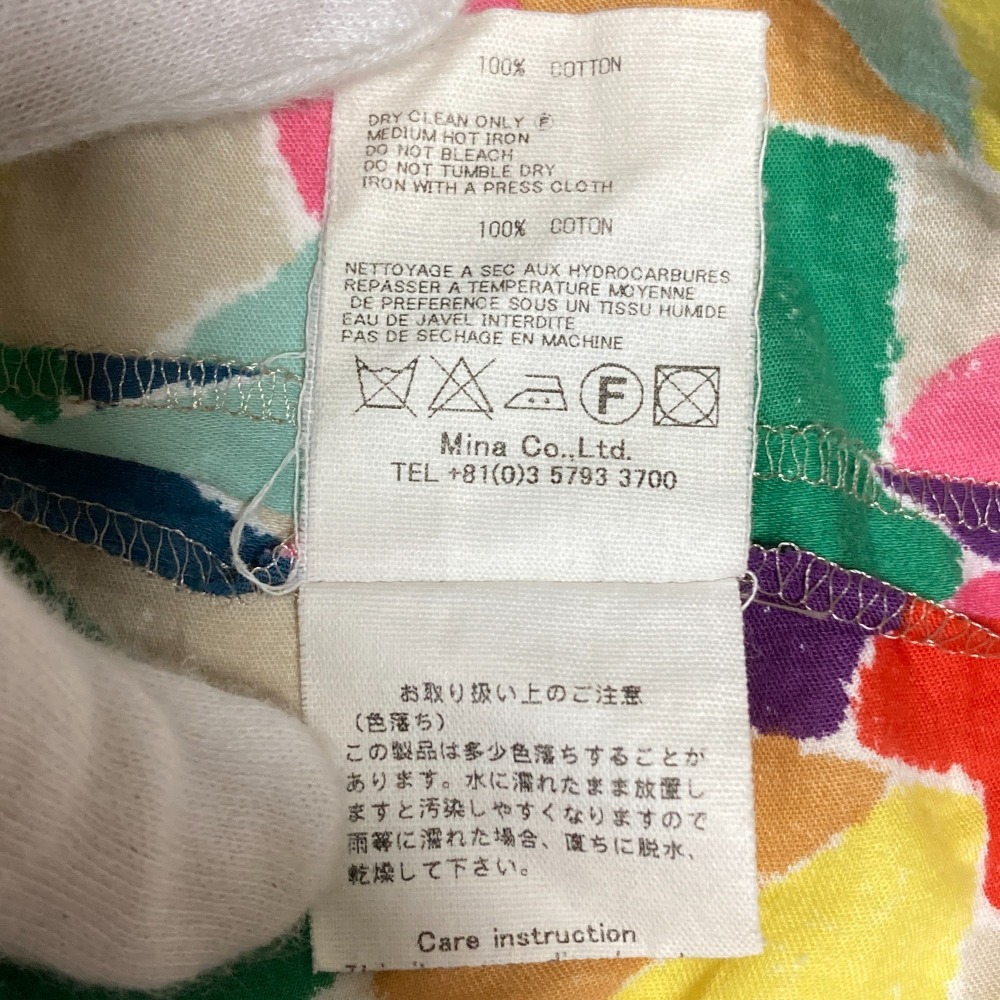 100% COTTON
DRY CLEAN ONLY Ⓕ
MEDIUM HOT IRON
DO NOT BLEACH
DO NOT TUMBLE DRY
IRON WITH A PRESS CLOTH
100% COTON
NETTOYAGE A SEC AUX HYDROCARBURES
REPASSER A TEMPERATURE MOYENNE
DE PREFERENCE SOUS UN TISSU HUMIDE
EAU DE JAVEL INTERDITE
PAS DE SECHAGE EN MACHINE
F
Mina Co.,Ltd.
TEL +81(0)3 5793 3700
お取り扱い上のご注意
（色落ち）
この製品は多少色落ちすることが
あります。水に濡れたまま放置し
ますと汚染しやすくなりますので
雨等に濡れた場合、直ちに脱水、
乾燥して下さい。
Care instruction